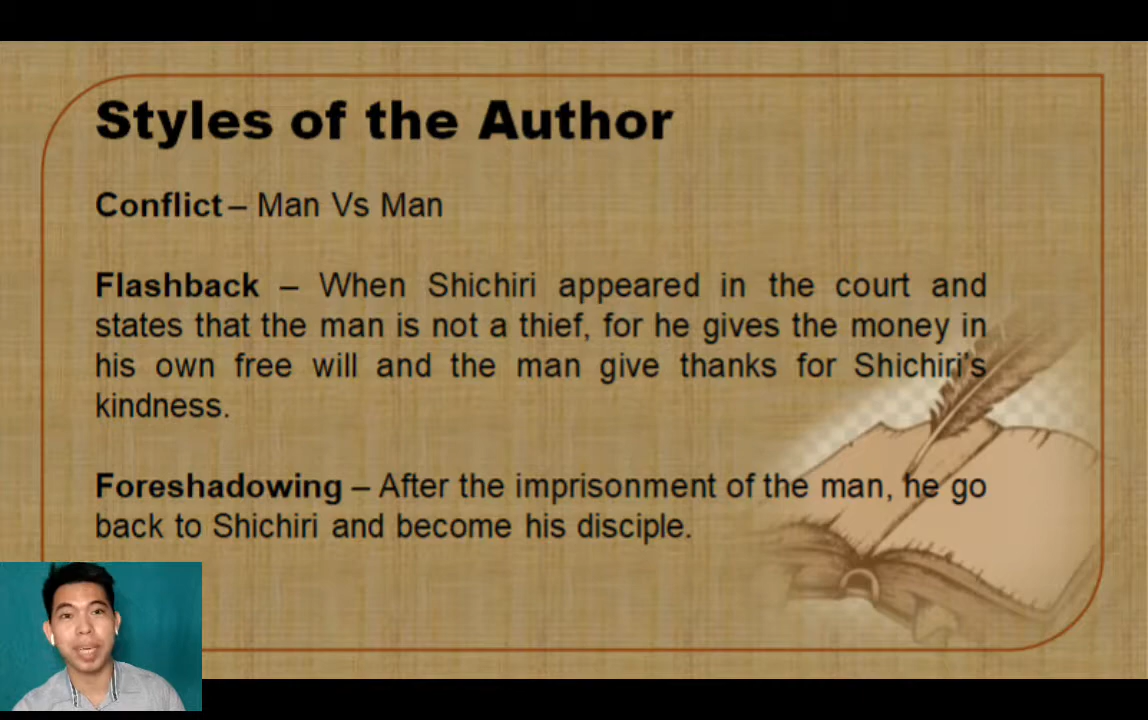 Styles of the Author
Conflict – Man Vs Man
Flashback – When Shichiri appeared in the court and
states that the man is not a thief, for he gives the money in
his own free will and the man give thanks for Shichiri's
kindness.
Foreshadowing – After the imprisonment of the man, he go
back to Shichiri and become his disciple.